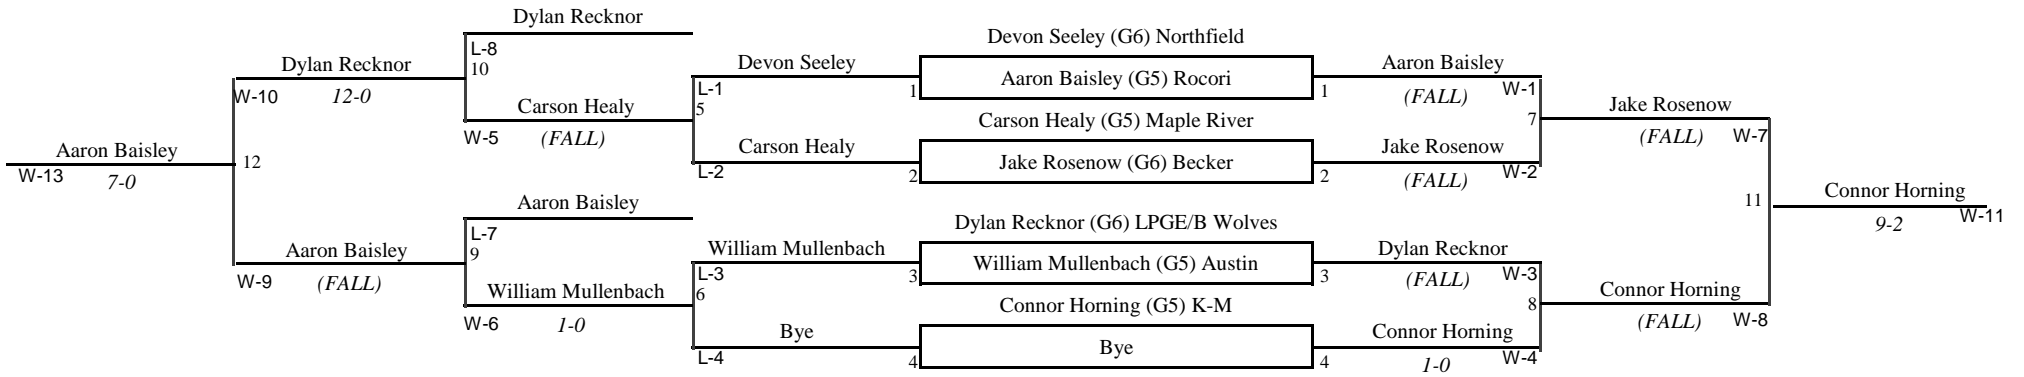 Dylan Recknor
L-8
10
Dylan Recknor
W-10
12-0
Carson Healy
W-5
(FALL)
Devon Seeley
L-1
5
1
Carson Healy
L-2
2
Aaron Baisley
W-13
7-0
12
Aaron Baisley
L-7
9
Aaron Baisley
W-9
(FALL)
William Mullenbach
W-6
1-0
William Mullenbach
L-3
6
3
Bye
L-4
4
Devon Seeley (G6) Northfield
Aaron Baisley (G5) Rocori
Carson Healy (G5) Maple River
Jake Rosenow (G6) Becker
Dylan Recknor (G6) LPGE/B Wolves
William Mullenbach (G5) Austin
Connor Horning (G5) K-M
Bye
Aaron Baisley
1
(FALL)
W-1
7
Jake Rosenow
2
(FALL)
W-2
Jake Rosenow
(FALL)
W-7
Dylan Recknor
3
(FALL)
W-3
8
Connor Horning
4
1-0
W-4
Connor Horning
(FALL)
W-8
11
Connor Horning
9-2
W-11